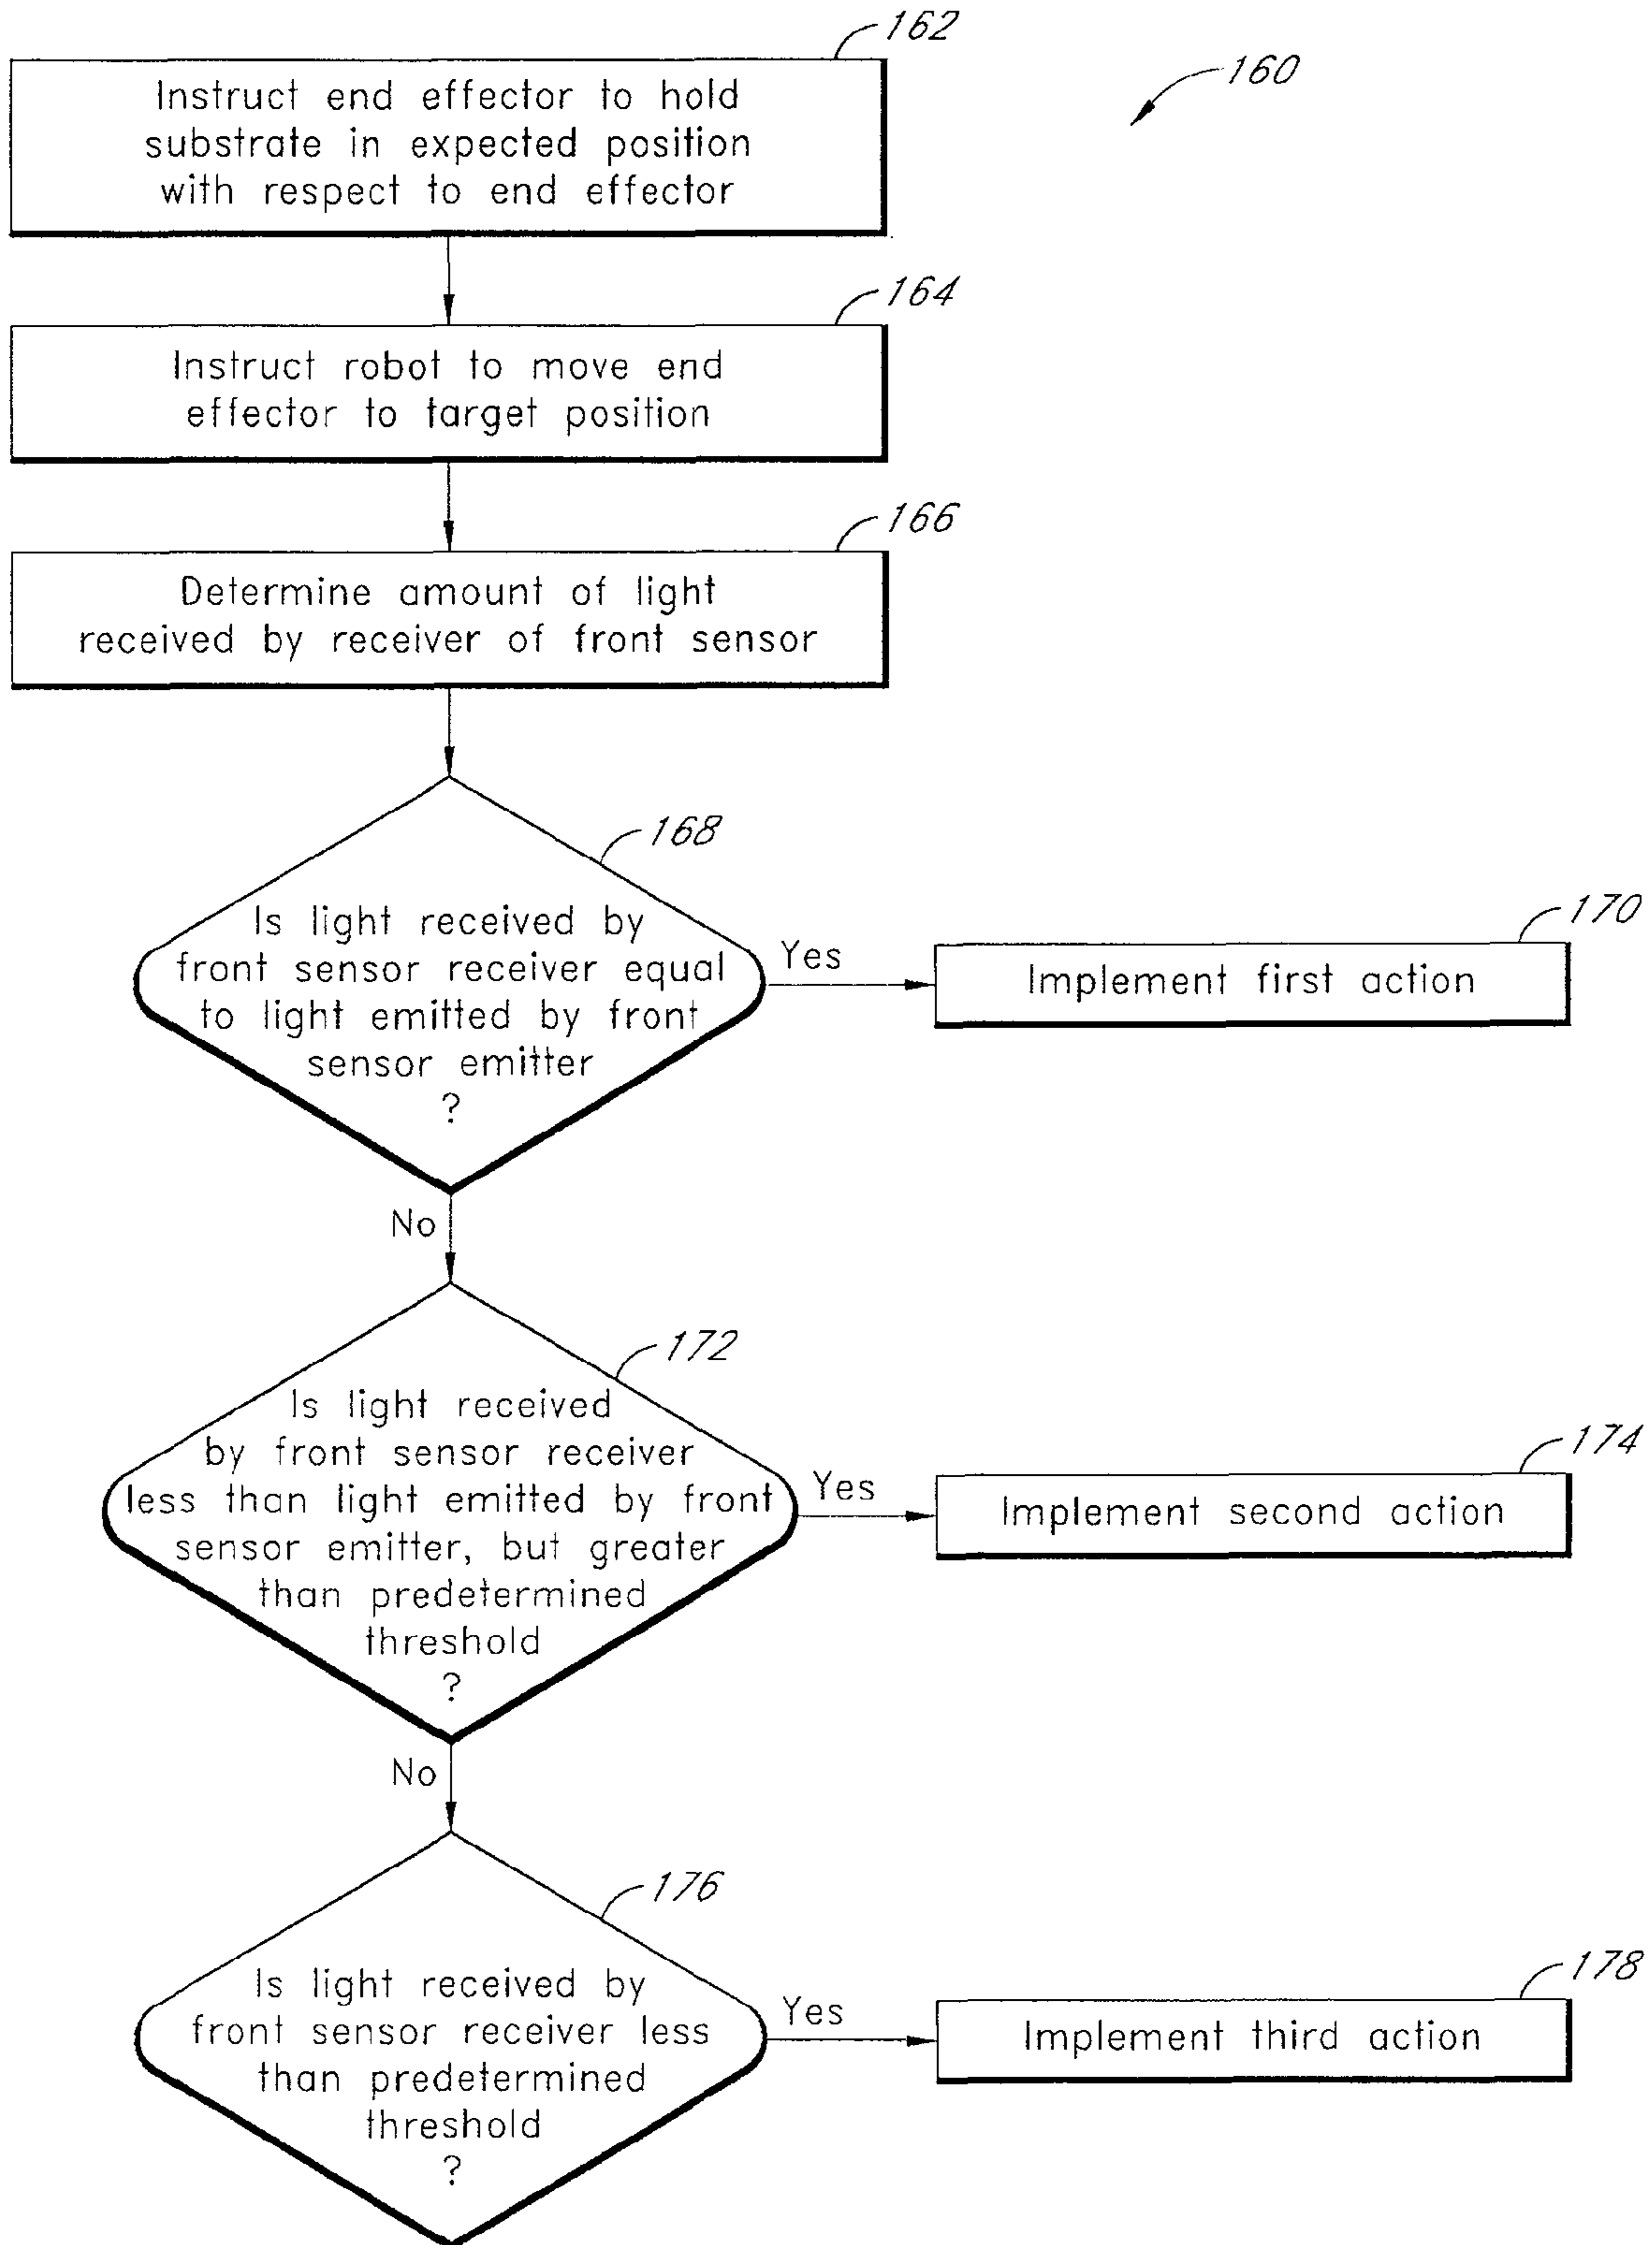 162
160
Instruct end effector to hold
substrate in expected position
with respect to end effector
164
Instruct robot to move end
effector to target position
166
Determine amount of light
received by receiver of front sensor
168
Is light received by
front sensor receiver equal
to light emitted by front
sensor emitter
?
Yes
170
Implement first action
No
172
Is light received
by front sensor receiver
less than light emitted by front
sensor emitter, but greater
than predetermined
threshold
?
Yes
174
Implement second action
No
176
Is light received by
front sensor receiver less
than predetermined
threshold
?
Yes
178
Implement third action